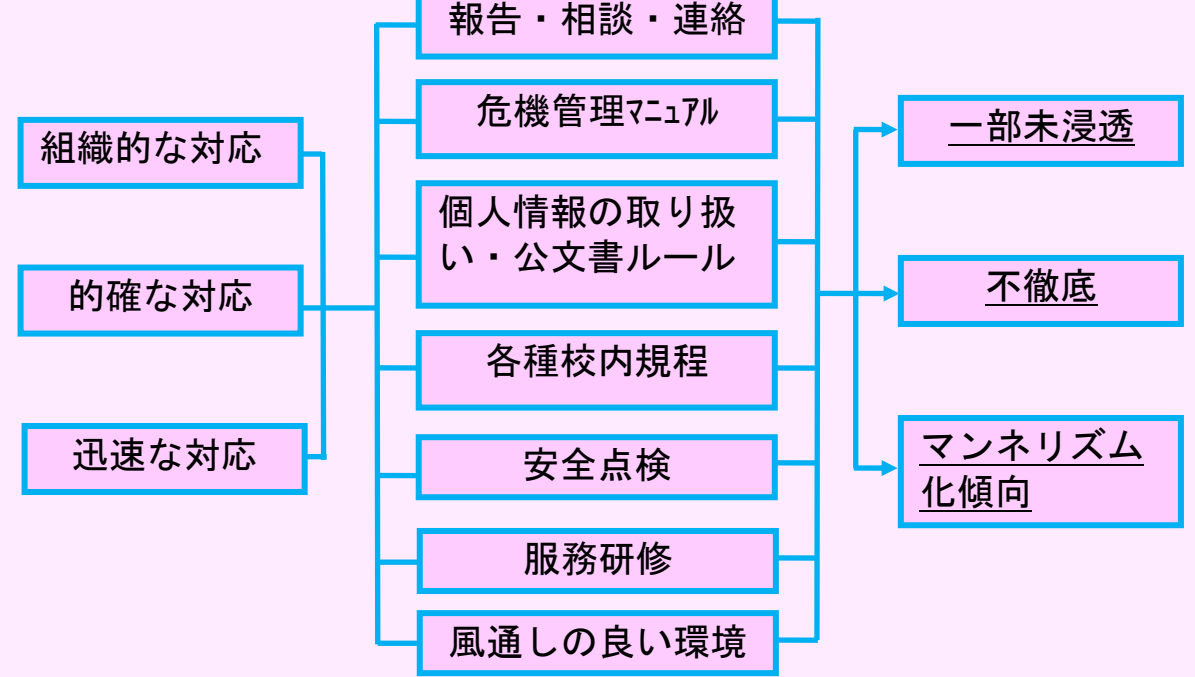 組織的な対応
的確な対応
迅速な対応
報告・相談・連絡
危機管理ﾏﾆｭｱﾙ
個人情報の取り扱
い・公文書ルール
各種校内規程
安全点検
服務研修
風通しの良い環境
一部未浸透
不徹底
マンネリズム
化傾向